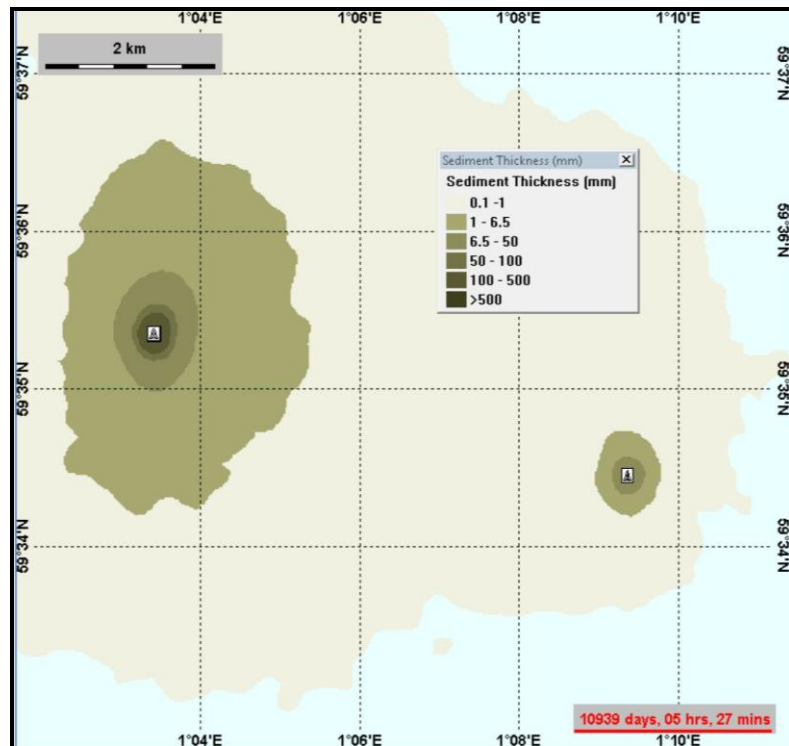 1°04'E 1°06'E 1°08'E 1°10'E
2 km
59°37'N 59°37'N
Sediment Thickness (mm)
Sediment Thickness (mm)
0.1 -1
1 - 6.5
6.5 - 50
50 - 100
100 - 500
>500
59°36'N 59°36'N
59°35'N 59°35'N
59°34'N 59°34'N
10939 days, 05 hrs, 27 mins
1°04'E 1°06'E 1°08'E 1°10'E